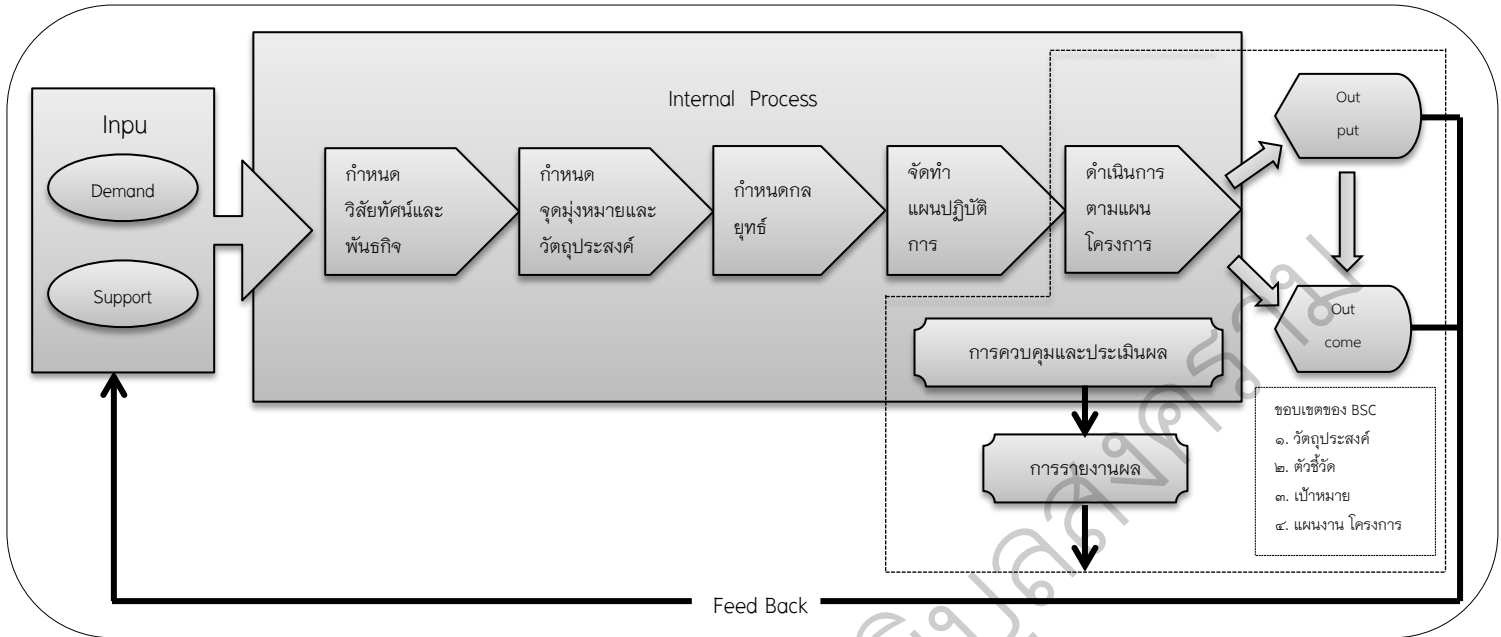 Internal Process
Inpu
Demand
Support
กำหนด
วิสัยทัศน์และ
พันธกิจ
กำหนด
จุดมุ่งหมายและ
วัตถุประสงค์
กำหนดกล
ยุทธ์
จัดทำ
แผนปฏิบัติ
การ
ดำเนินการ
ตามแผน
โครงการ
Out
put
Out
come
การควบคุมและประเมินผล
การรายงานผล
ขอบเขตของ BSC
๑. วัตถุประสงค์
๒. ตัวชี้วัด
๓. เป้าหมาย
๔. แผนงาน โครงการ
Feed Back